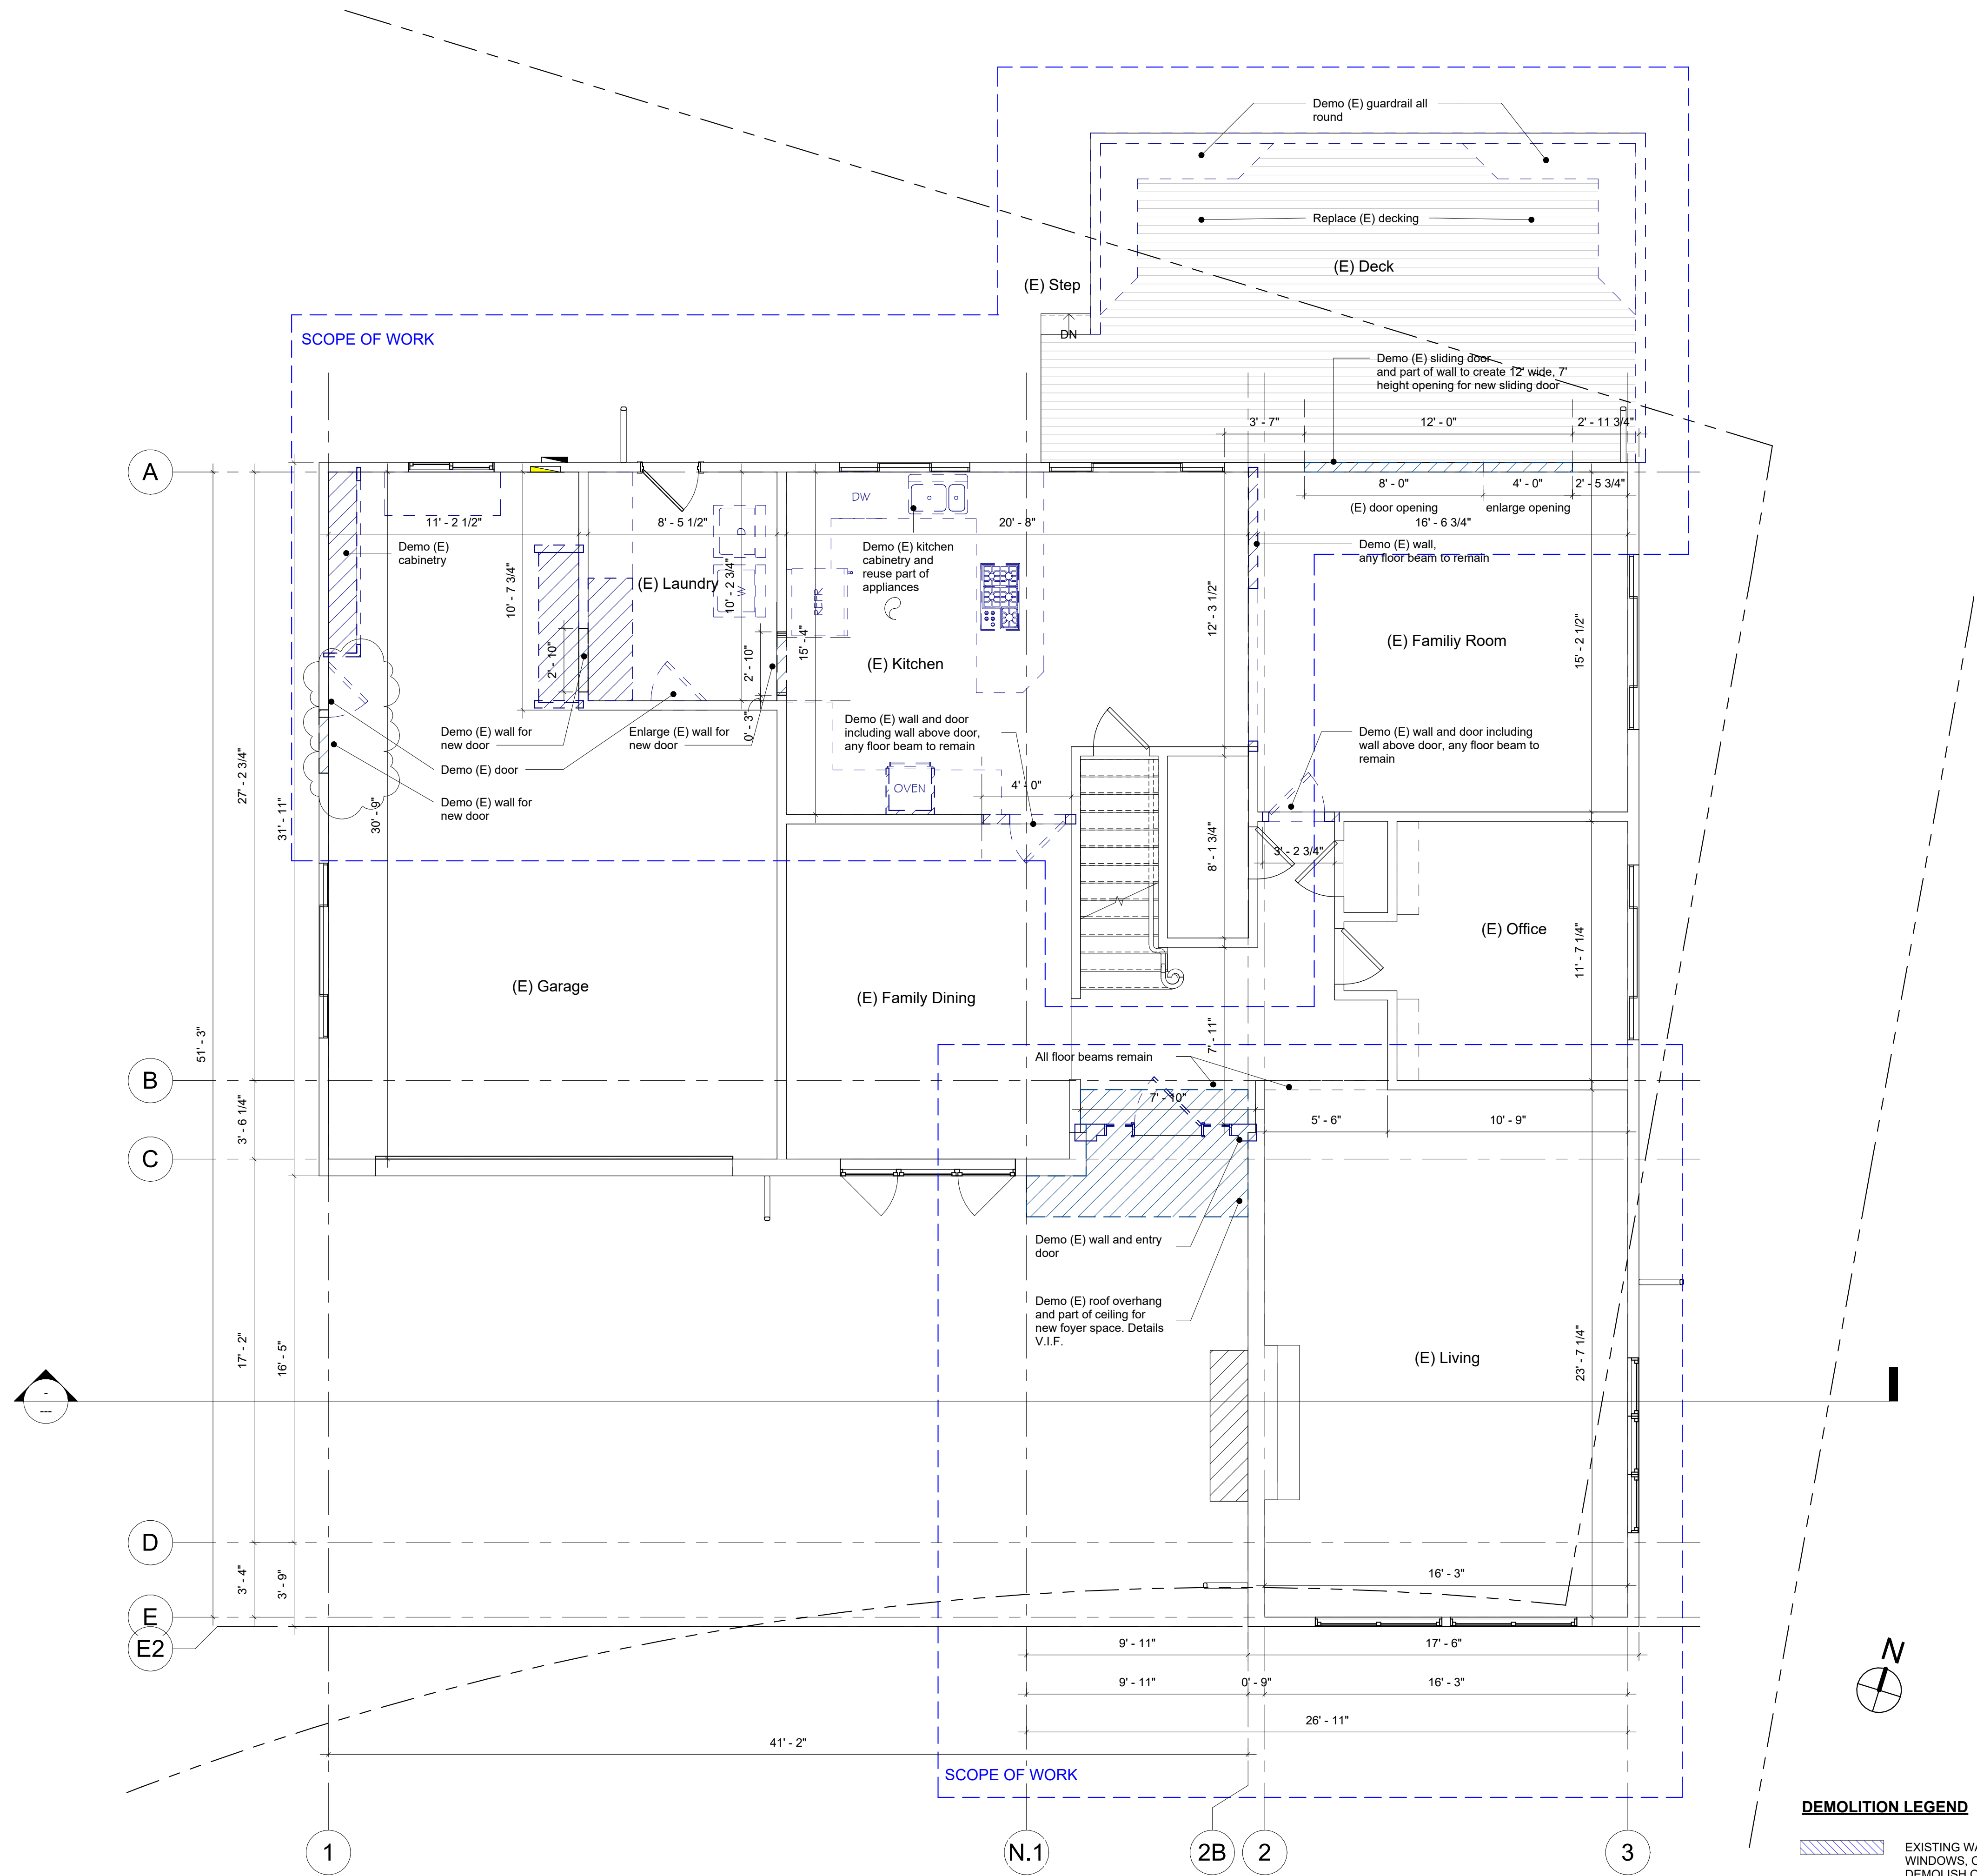 Demo (E) guardrail all
round
Replace (E) decking
(E) Deck
(E) Step
DN
SCOPE OF WORK
Demo (E) sliding door
and part of wall to create 12' wide, 7'
height opening for new sliding door
3' - 7"
12' - 0"
2' - 11 3/4"
A
8' - 0"
4' - 0"
2' - 5 3/4"
(E) door opening
enlarge opening
11' - 2 1/2"
8' - 5 1/2"
20' - 8"
16' - 6 3/4"
DW
D
W
REFR
Demo (E)
cabinetry
Demo (E) kitchen
cabinetry and
reuse part of
appliances
Demo (E) wall,
any floor beam to remain
10' - 7 3/4"
(E) Laundry
10' - 2 3/4"
12' - 3 1/2"
15' - 4"
(E) Kitchen
(E) Familiy Room
15' - 2 1/2"
2' - 10"
2' - 10"
0' - 3"
Demo (E) wall for
new door
Enlarge (E) wall for
new door
Demo (E) wall and door
including wall above door,
any floor beam to remain
Demo (E) wall and door including
wall above door, any floor beam to
remain
Demo (E) door
Demo (E) wall for
new door
27' - 2 3/4"
31' - 11"
30' - 9"
OVEN
4' - 0"
8' - 1 3/4"
3' - 2 3/4"
(E) Office
11' - 7 1/4"
(E) Garage
(E) Family Dining
51' - 3"
7' - 11"
All floor beams remain
B
7' - 10"
5' - 6"
10' - 9"
3' - 6 1/4"
C
Demo (E) wall and entry
door
Demo (E) roof overhang
and part of ceiling for
new foyer space. Details
V.I.F.
17' - 2"
16' - 5"
(E) Living
23' - 7 1/4"
-
---
D
3' - 4"
3' - 9"
16' - 3"
E
E2
9' - 11"
17' - 6"
9' - 11"
0' - 9"
16' - 3"
26' - 11"
41' - 2"
N
SCOPE OF WORK
DEMOLITION LEGEND
1
N.1
2B
2
3
EXISTING WA
WINDOWS, C
DEMOLISH O